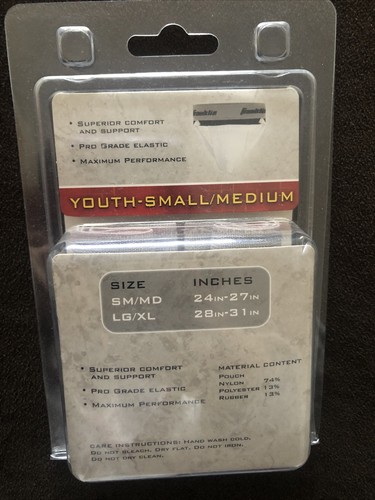 • Superior comfort
and support
• Pro Grade elastic
• Maximum Performance
YOUTH-SMALL/MEDIUM
SIZE INCHES
SM/MD 24in-27in
LG/XL 28in-31in
• Superior comfort
and support
• Pro Grade elastic
• Maximum Performance
Material Content
Pouch
Nylon 74%
Polyester 13%
Rubber 13%
Care Instructions: Hand wash cold.
Do not bleach. Dry flat. Do not iron.
Do not dry clean.